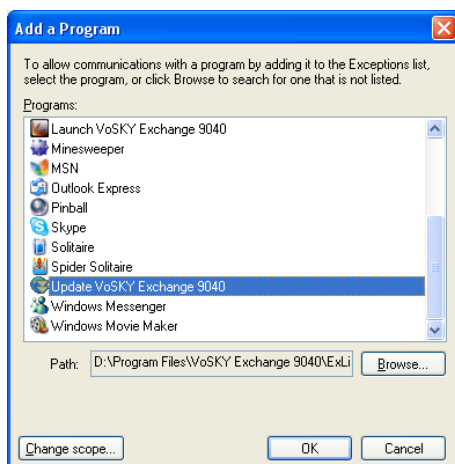 Add a Program
To allow communications with a program by adding it to the Exceptions list,
select the program, or click Browse to search for one that is not listed.
Programs:
Launch VoSKY Exchange 9040
Minesweeper
MSN
Outlook Express
Pinball
Skype
Solitaire
Spider Solitaire
Update VoSKY Exchange 9040
Windows Messenger
Windows Movie Maker
Path: D:\Program Files\VoSKY Exchange 9040\ExLi Browse...
Change scope... OK Cancel